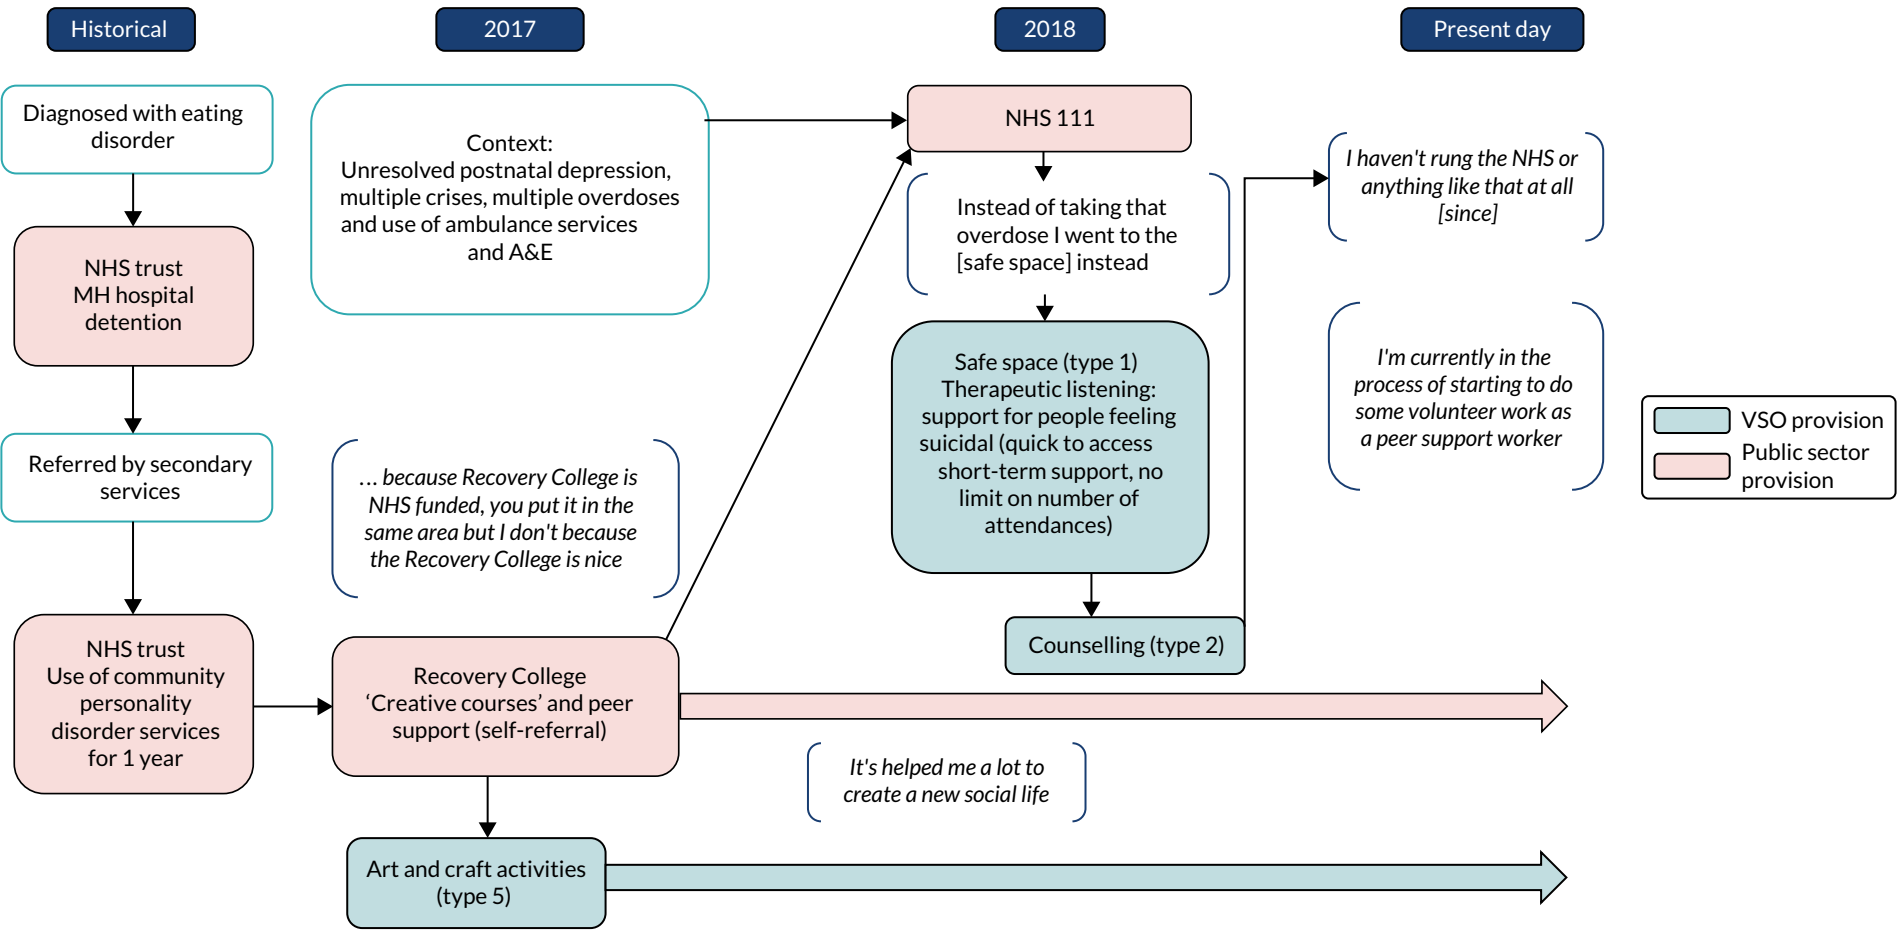 Historical
2017
2018
Present day
Diagnosed with eating
disorder
NHS trust
MH hospital
detention
Referred by secondary
services
NHS trust
Use of community
personality
disorder services
for 1 year
Context:
Unresolved postnatal depression,
multiple crises, multiple overdoses
and use of ambulance services
and A&E
... because Recovery College is
NHS funded, you put it in the
same area but I don't because
the Recovery College is nice
Recovery College
‘Creative courses’ and peer
support (self-referral)
Art and craft activities
(type 5)
NHS 111
Instead of taking that
overdose I went to the
[safe space] instead
Safe space (type 1)
Therapeutic listening:
support for people feeling
suicidal (quick to access
short-term support, no
limit on number of
attendances)
Counselling (type 2)
It's helped me a lot to
create a new social life
I haven't rung the NHS or
anything like that at all
[since]
I'm currently in the
process of starting to do
some volunteer work as
a peer support worker
VSO provision
Public sector
provision